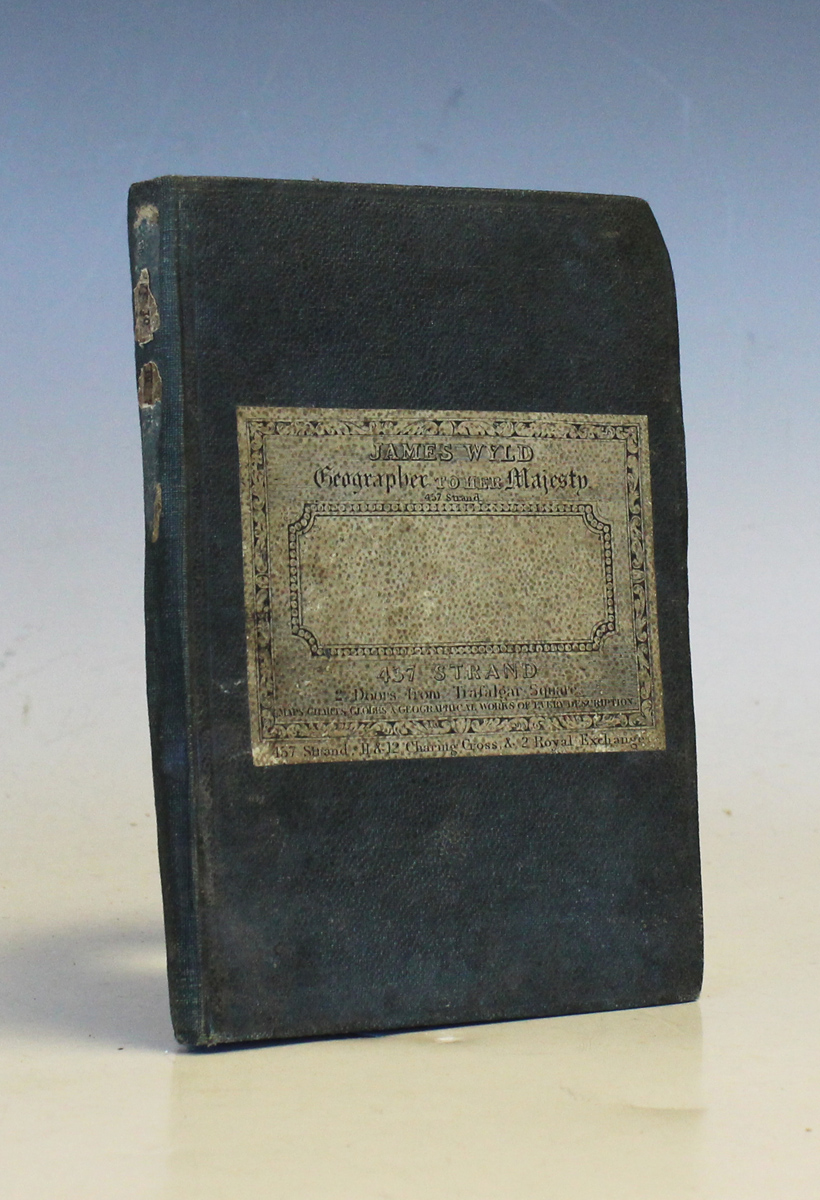 JAMES WYLD
Geographer TO HER Majesty.
457 Strand
457 STRAND
2 Doors from Trafalgar Square.
MAPS, CHARTS, GLOBES & GEOGRAPHICAL WORKS OF EVERY DESCRIPTION.
457 Strand, 11 & 12 Charing Cross, & 2 Royal Exchange.